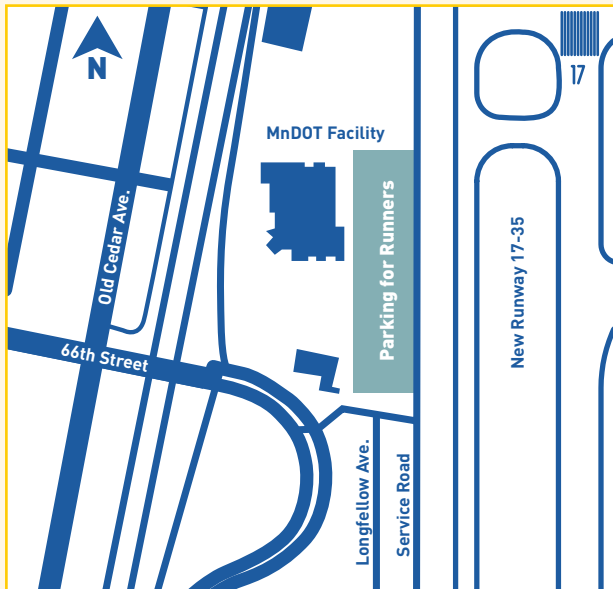 N
17
MnDOT Facility
Old Cedar Ave.
Parking for Runners
New Runway 17-35
66th Street
Longfellow Ave.
Service Road